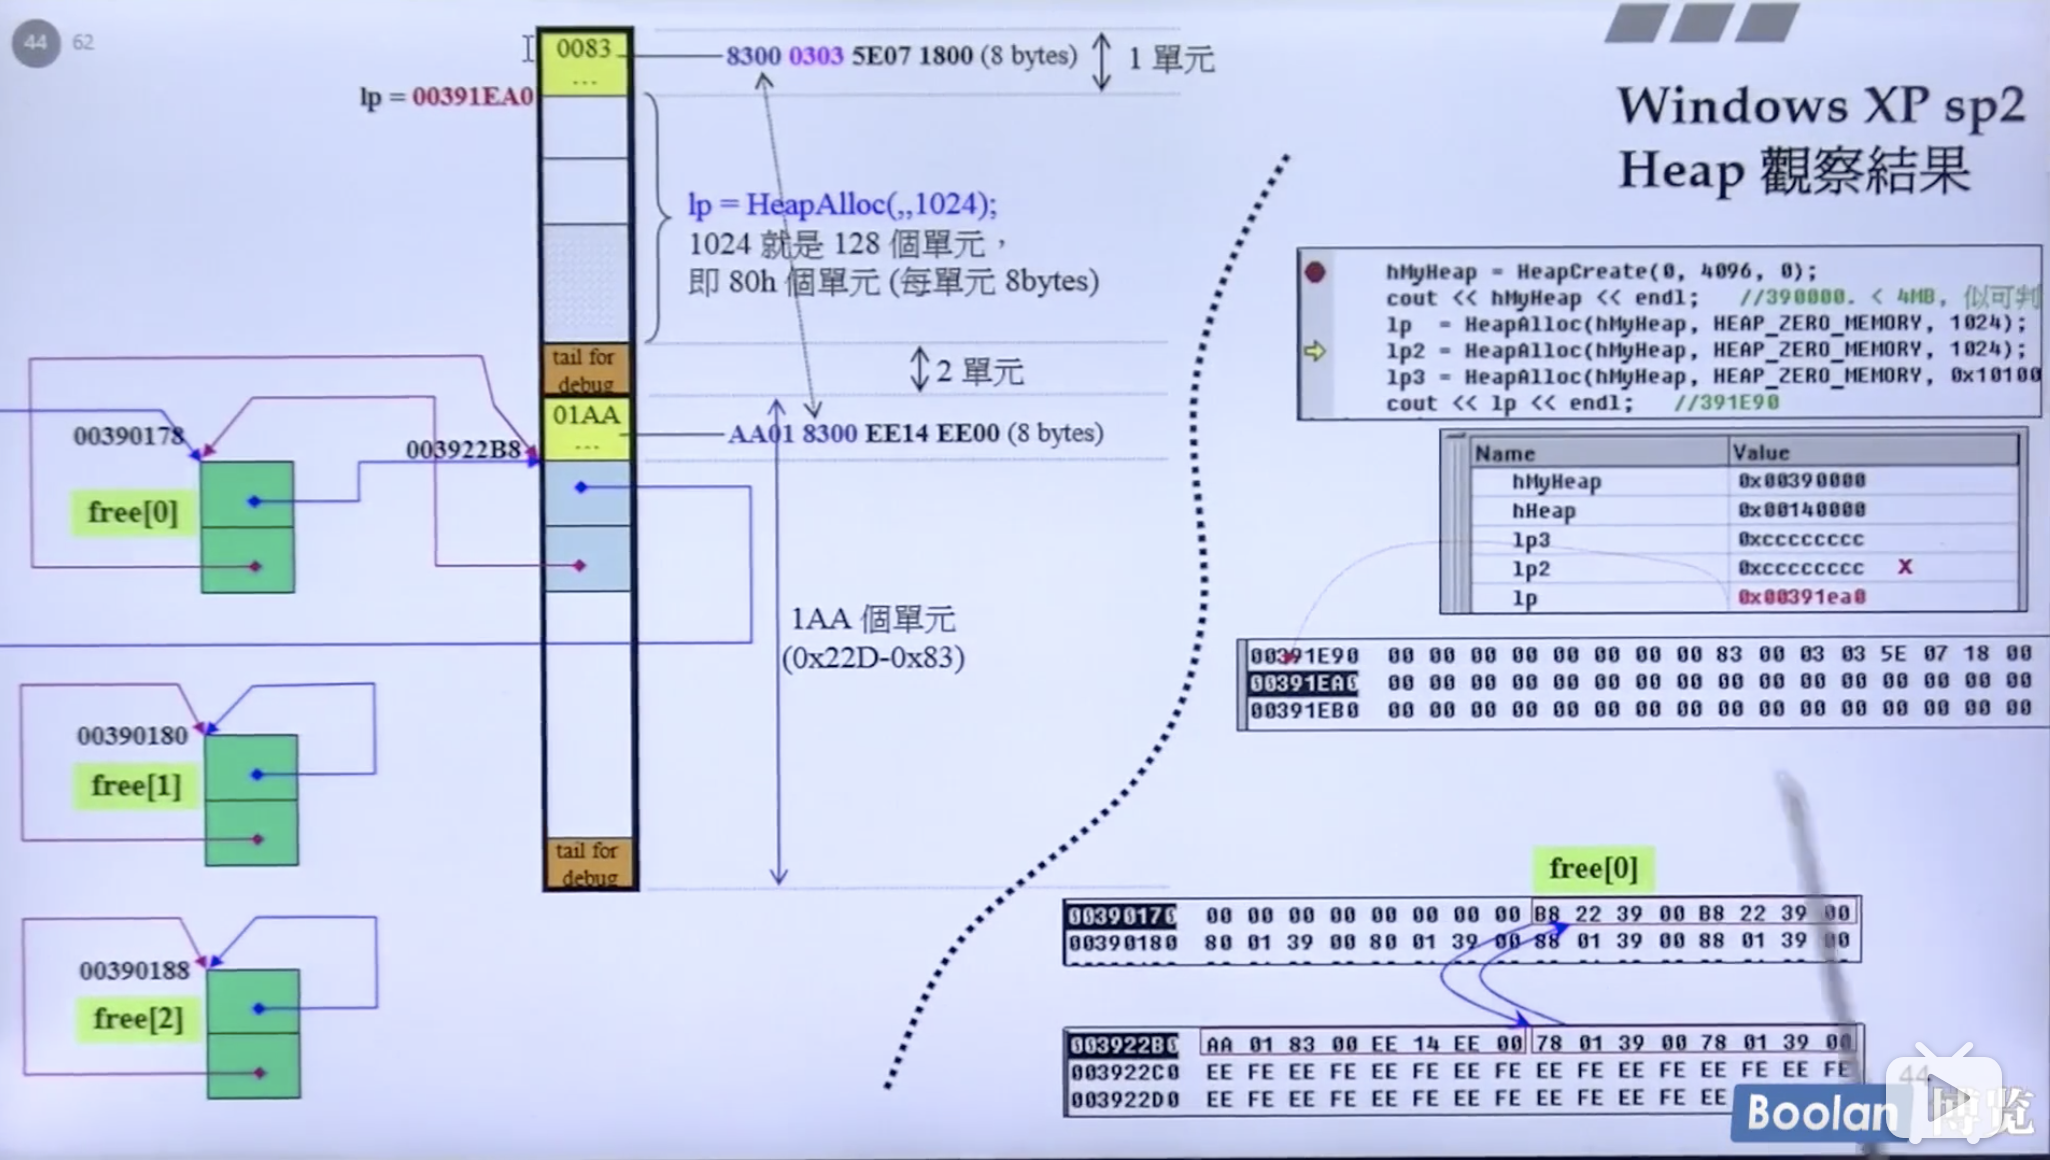 44 62
0083
...
8300 0303 5E07 1800 (8 bytes)
1 單元
lp = 00391EA0
lp = HeapAlloc(,,1024);
1024 就是 128 個單元，
即 80h 個單元 (每單元 8bytes)
tail for
debug
2 單元
01AA
...
AA01 8300 EE14 EE00 (8 bytes)
00390178
003922B8
free[0]
1AA 個單元
(0x22D-0x83)
00390180
free[1]
tail for
debug
00390188
free[2]
Windows XP sp2
Heap 觀察結果
hMyHeap = HeapCreate(0, 4096, 0);
cout << hMyHeap << endl; //390000. < 4MB, 似可判
lp = HeapAlloc(hMyHeap, HEAP_ZERO_MEMORY, 1024);
lp2 = HeapAlloc(hMyHeap, HEAP_ZERO_MEMORY, 1024);
lp3 = HeapAlloc(hMyHeap, HEAP_ZERO_MEMORY, 0x10100
cout << lp << endl; //391E90
Name Value
hMyHeap 0x00390000
hHeap 0x00140000
lp3 0xcccccccc
lp2 0xcccccccc X
lp 0x00391ea0
00391E90 00 00 00 00 00 00 00 00 83 00 03 03 5E 07 18 00
00391EA0 00 00 00 00 00 00 00 00 00 00 00 00 00 00 00 00
00391EB0 00 00 00 00 00 00 00 00 00 00 00 00 00 00 00 00
free[0]
00390170 00 00 00 00 00 00 00 00 B8 22 39 00 B8 22 39 00
00390180 80 01 39 00 80 01 39 00 88 01 39 00 88 01 39 00
003922B0 AA 01 83 00 EE 14 EE 00 78 01 39 00 78 01 39 00
003922C0 EE FE EE FE EE FE EE FE EE FE EE FE EE FE EE FE
003922D0 EE FE EE FE EE FE EE FE EE FE EE FE EE
44
Boolan 博览